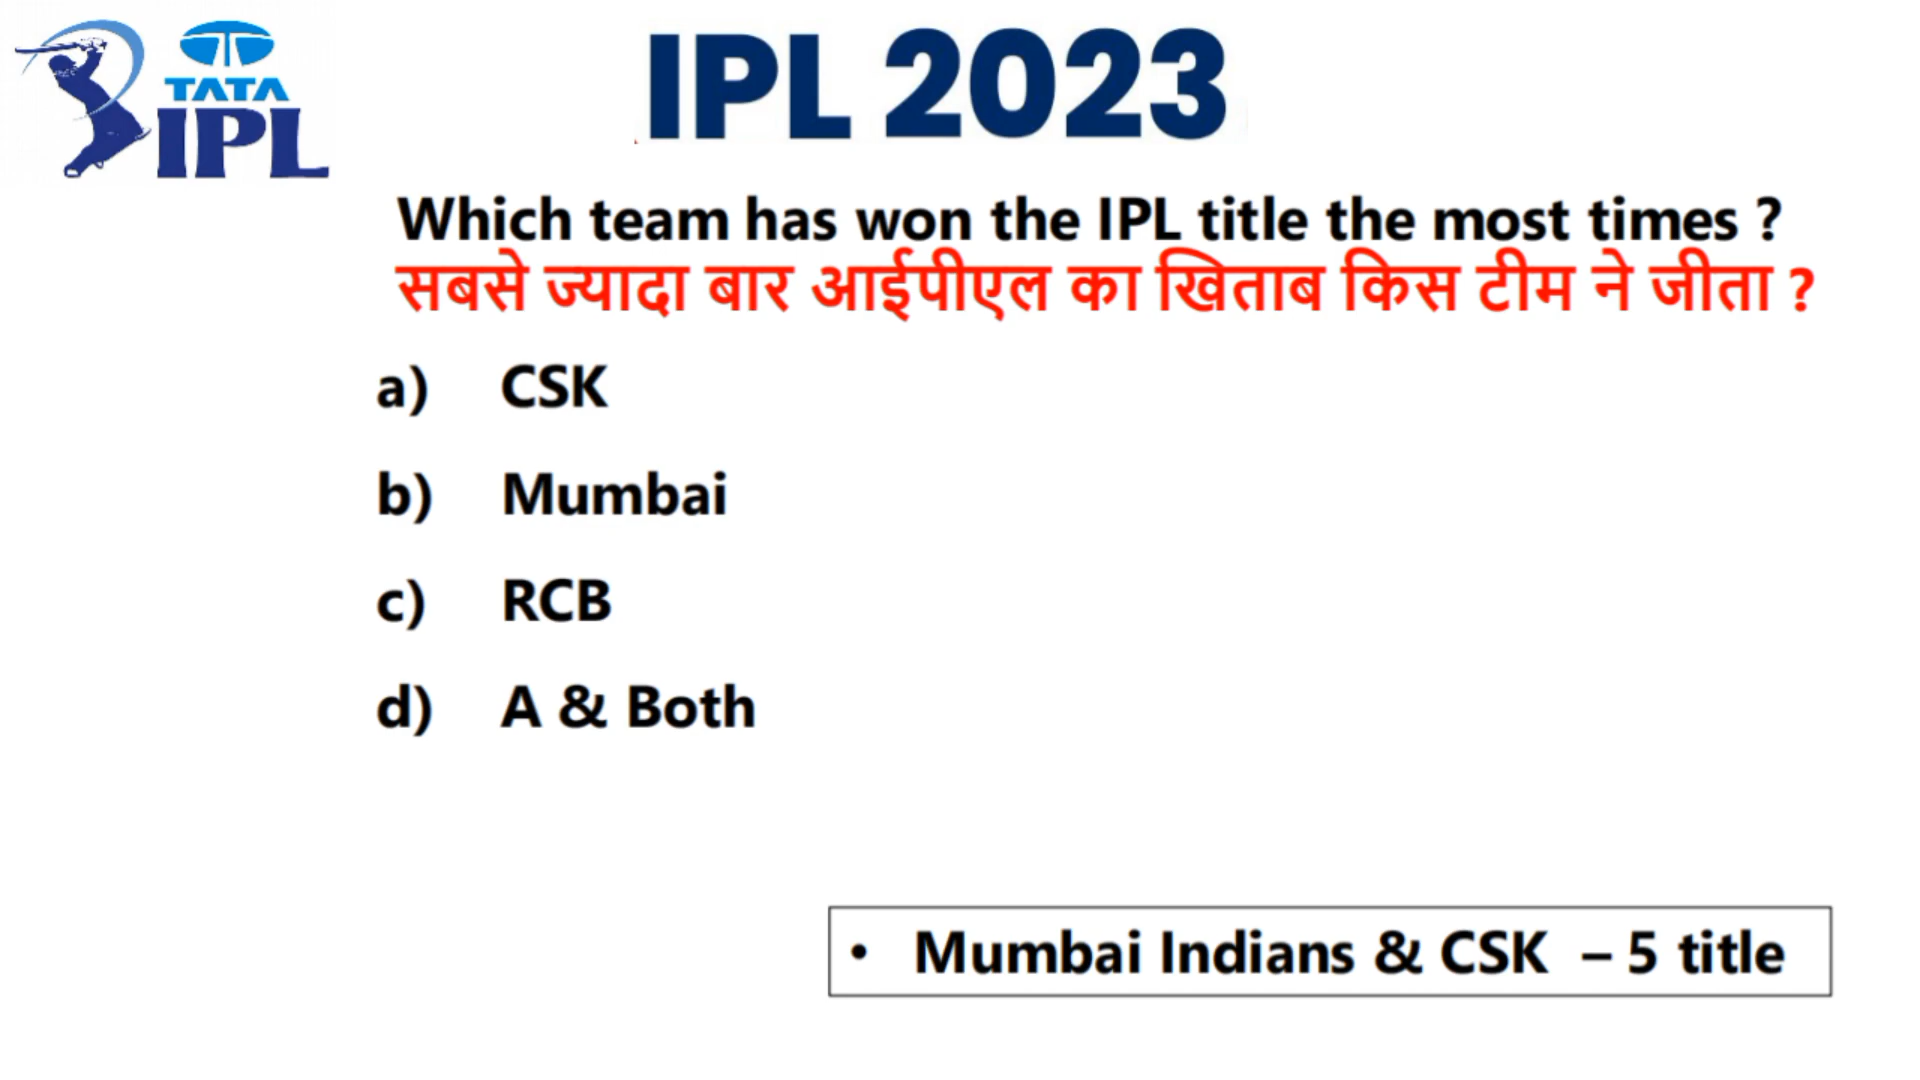 TATA
IPL
IPL 2023
Which team has won the IPL title the most times ?
सबसे ज्यादा बार आईपीएल का खिताब किस टीम ने जीता ?
a) CSK
b) Mumbai
c) RCB
d) A & Both
• Mumbai Indians & CSK – 5 title